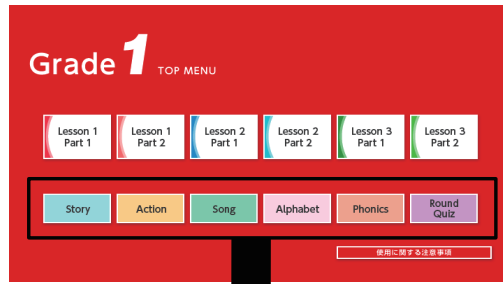 Grade 1 TOP MENU
Lesson 1
Part 1
Lesson 1
Part 2
Lesson 2
Part 1
Lesson 2
Part 2
Lesson 3
Part 1
Lesson 3
Part 2
Story
Action
Song
Alphabet
Phonics
Round
Quiz
使用に関する注意事項